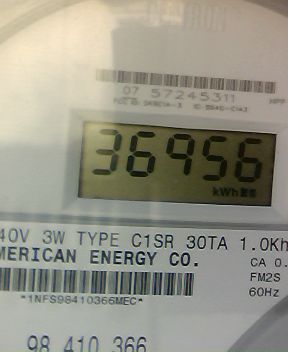 07 57245311
36956
kWh
40V 3W TYPE C1SR 30TA 1.0Kh
MERICAN ENERGY CO.
CA 0.
FM2S
60Hz
*1NFS98410366MEC*
98 410 366